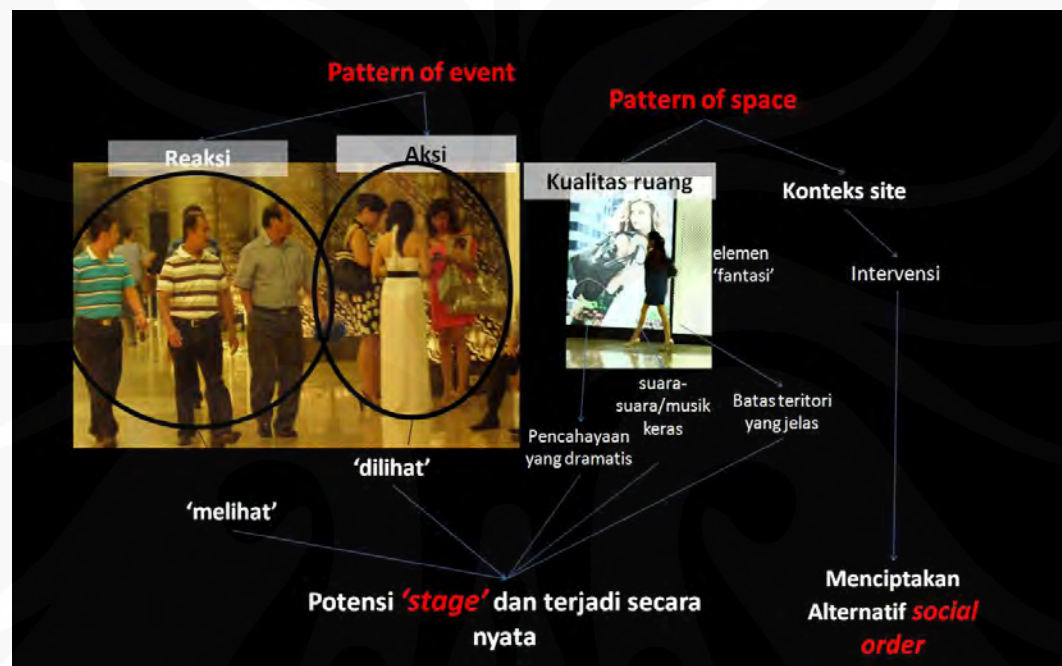 Pattern of event
Reaksi
Aksi
'melihat'
'dilihat'
Pattern of space
Kualitas ruang
elemen
'fantasi'
Pencahayaan
yang dramatis
suara-
suara/musik
keras
Batas teritori
yang jelas
Konteks site
Intervensi
Potensi 'stage' dan terjadi secara
nyata
Menciptakan
Alternatif social
order